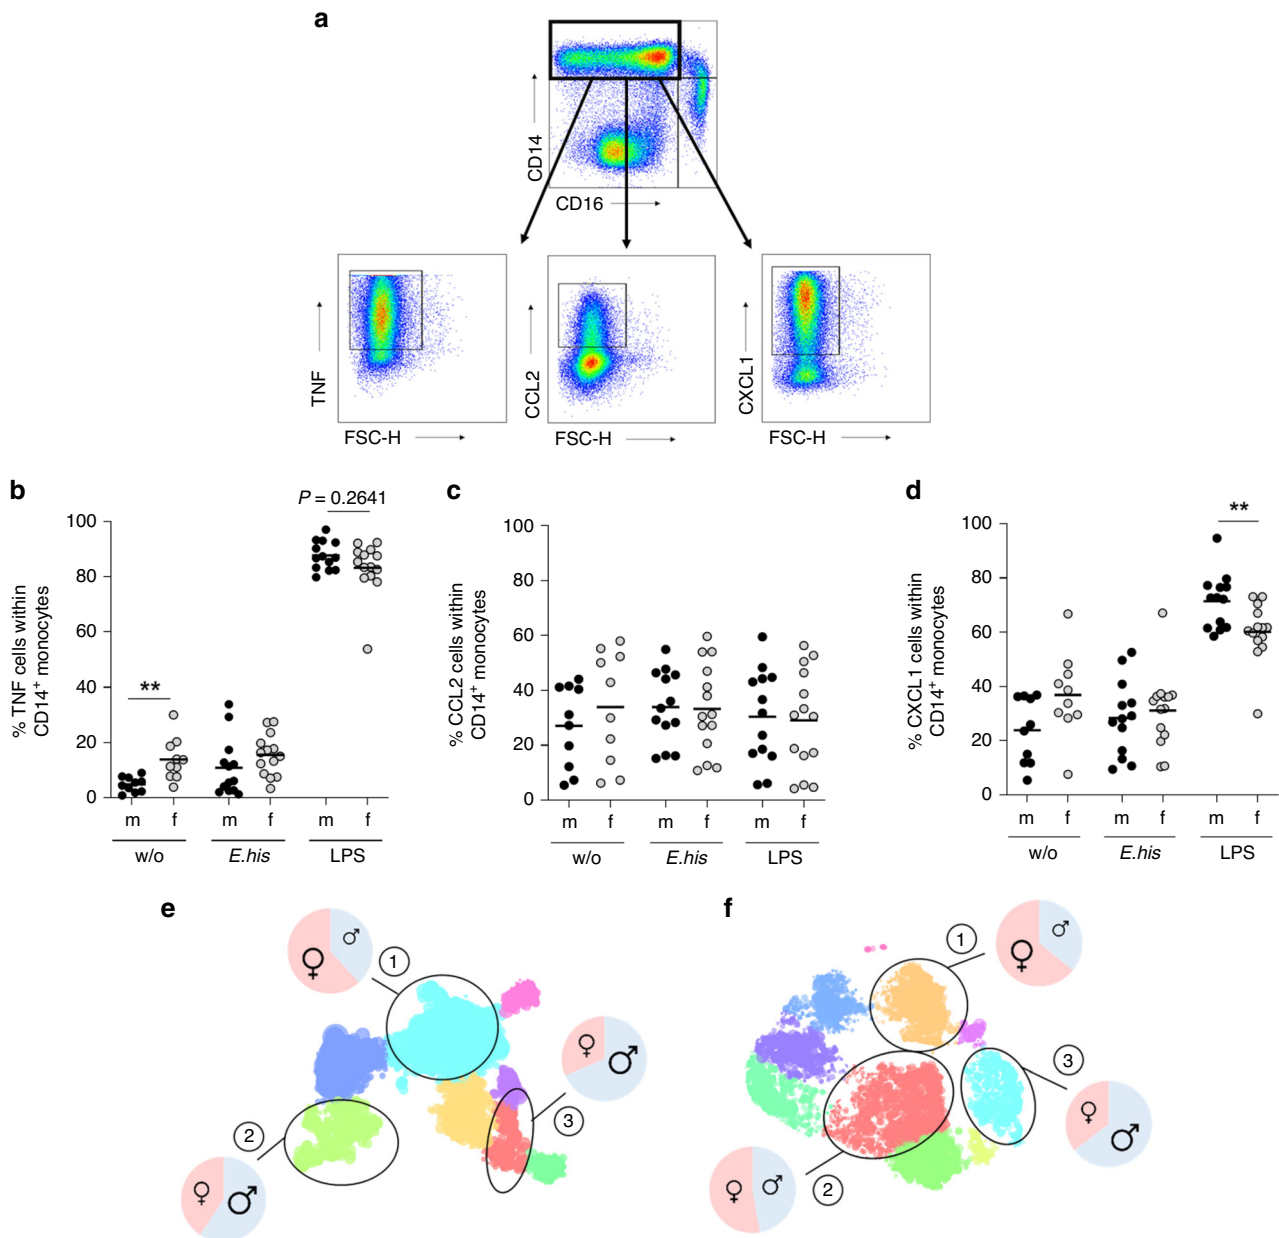 a
CD14
CD16
TNF
FSC-H
CCL2
FSC-H
CXCL1
FSC-H
b
P = 0.2641
**
% TNF cells within
CD14⁺ monocytes
100
80
60
40
20
0
m f m f m f
w/o E.his LPS
c
% CCL2 cells within
CD14⁺ monocytes
100
80
60
40
20
0
m f m f m f
w/o E.his LPS
d
**
% CXCL1 cells within
CD14⁺ monocytes
100
80
60
40
20
0
m f m f m f
w/o E.his LPS
e
♀ ♂
1
♀ ♂
3
2
♀ ♂
f
1
♀ ♂
3
♀ ♂
♀ ♂
2